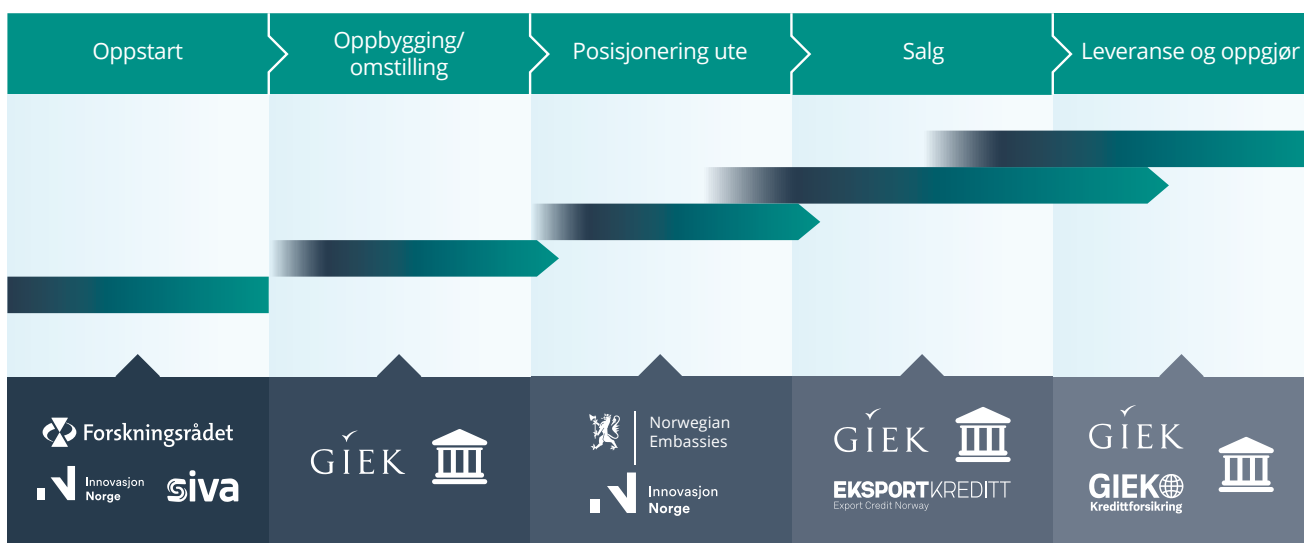 Oppstart
Oppbygging/
omstilling
Posisjonering ute
Salg
Leveranse og oppgjør
Forskningsrådet
Innovasjon
Norge
siva
GIEK
Norwegian
Embassies
Innovasjon
Norge
GIEK
EKSPORTKREDITT
Export Credit Norway
GIEK
GIEK
Kredittforsikring